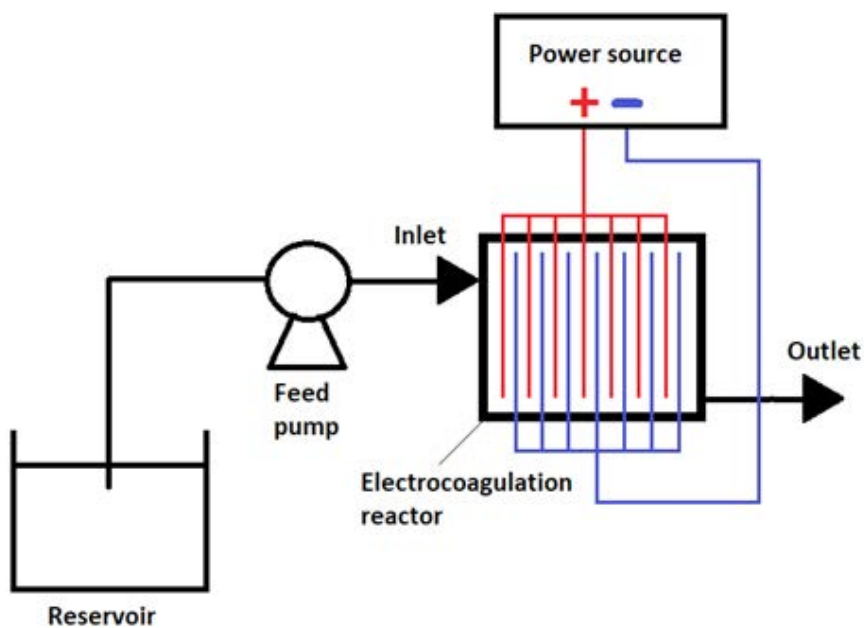 Power source
+ −
Inlet
Outlet
Feed
pump
Electrocoagulation
reactor
Reservoir